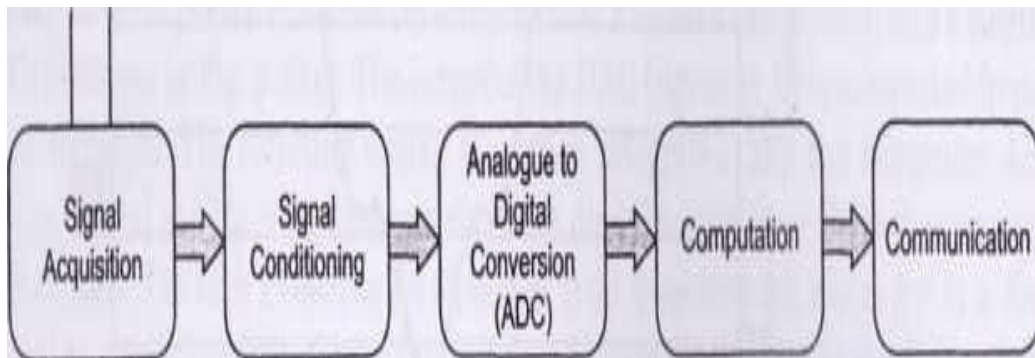 Signal
Acquisition
Signal
Conditioning
Analogue to
Digital
Conversion
(ADC)
Computation
Communication